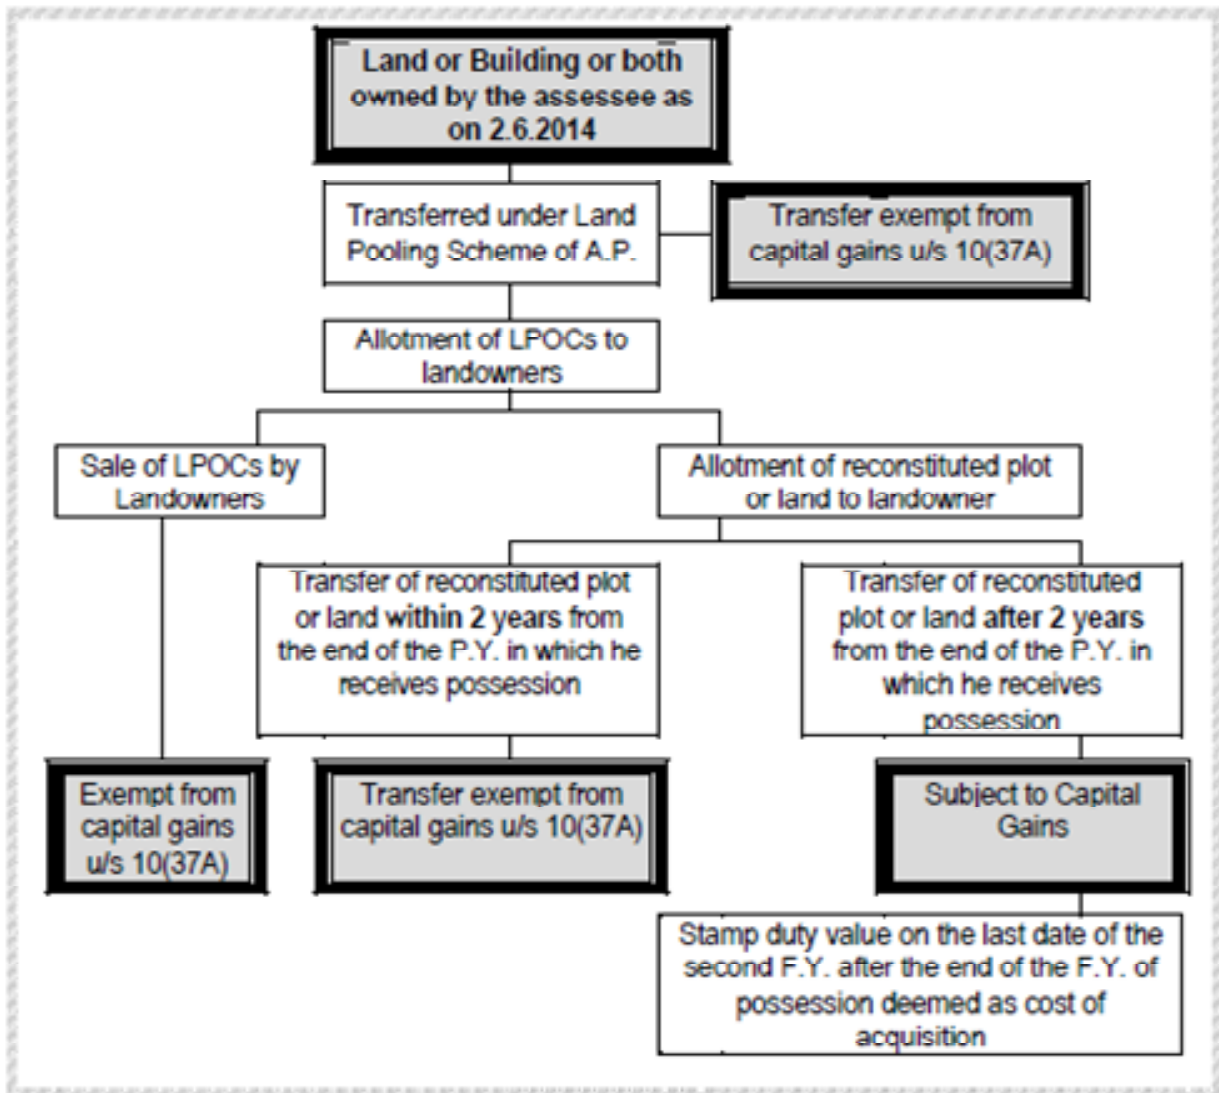 Land or Building or both
owned by the assessee as
on 2.6.2014
Transferred under Land
Pooling Scheme of A.P.
Transfer exempt from
capital gains u/s 10(37A)
Allotment of LPOCs to
landowners
Sale of LPOCs by
Landowners
Allotment of reconstituted plot
or land to landowner
Transfer of reconstituted plot
or land within 2 years from
the end of the P.Y. in which he
receives possession
Transfer of reconstituted
plot or land after 2 years
from the end of the P.Y. in
which he receives
possession
Exempt from
capital gains
u/s 10(37A)
Transfer exempt from
capital gains u/s 10(37A)
Subject to Capital
Gains
Stamp duty value on the last date of the
second F.Y. after the end of the F.Y. of
possession deemed as cost of
acquisition